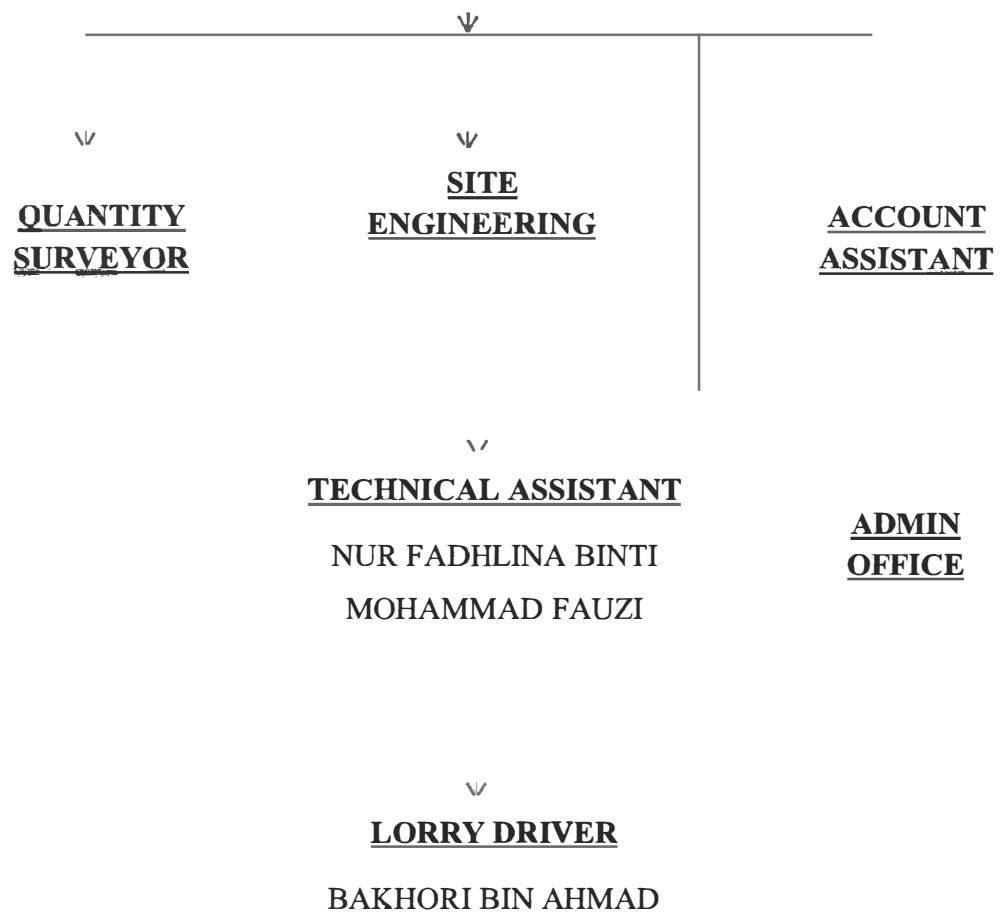 QUANTITY
SURVEYOR
SITE
ENGINEERING
ACCOUNT
ASSISTANT
TECHNICAL ASSISTANT
NUR FADHLINA BINTI
MOHAMMAD FAUZI
ADMIN
OFFICE
LORRY DRIVER
BAKHORI BIN AHMAD